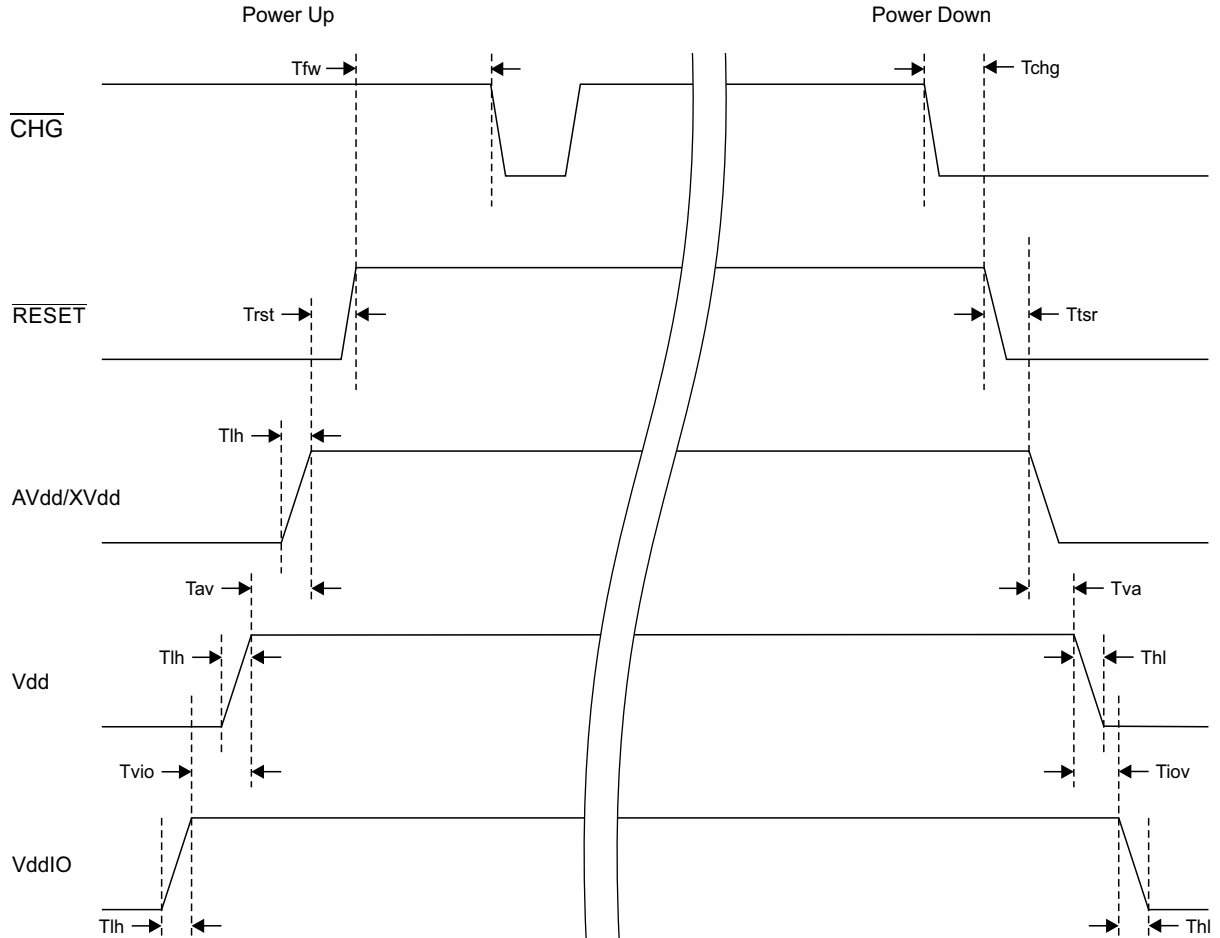 Power Up
Power Down
Tfw
Tchg
CHG
RESET
Trst
Ttsr
Tlh
AVdd/XVdd
Tav
Tva
Tlh
Thl
Vdd
Tvio
Tiov
VddIO
Tlh
Thl